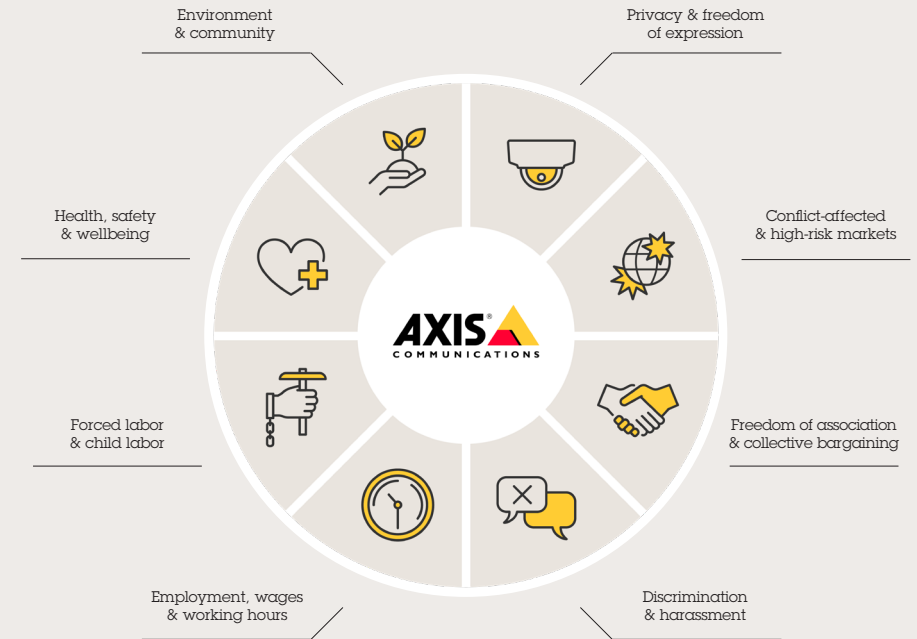 Environment
& community
Privacy & freedom
of expression
Health, safety
& wellbeing
Conflict-affected
& high-risk markets
AXIS®
COMMUNICATIONS
Forced labor
& child labor
Freedom of association
& collective bargaining
Employment, wages
& working hours
Discrimination
& harassment